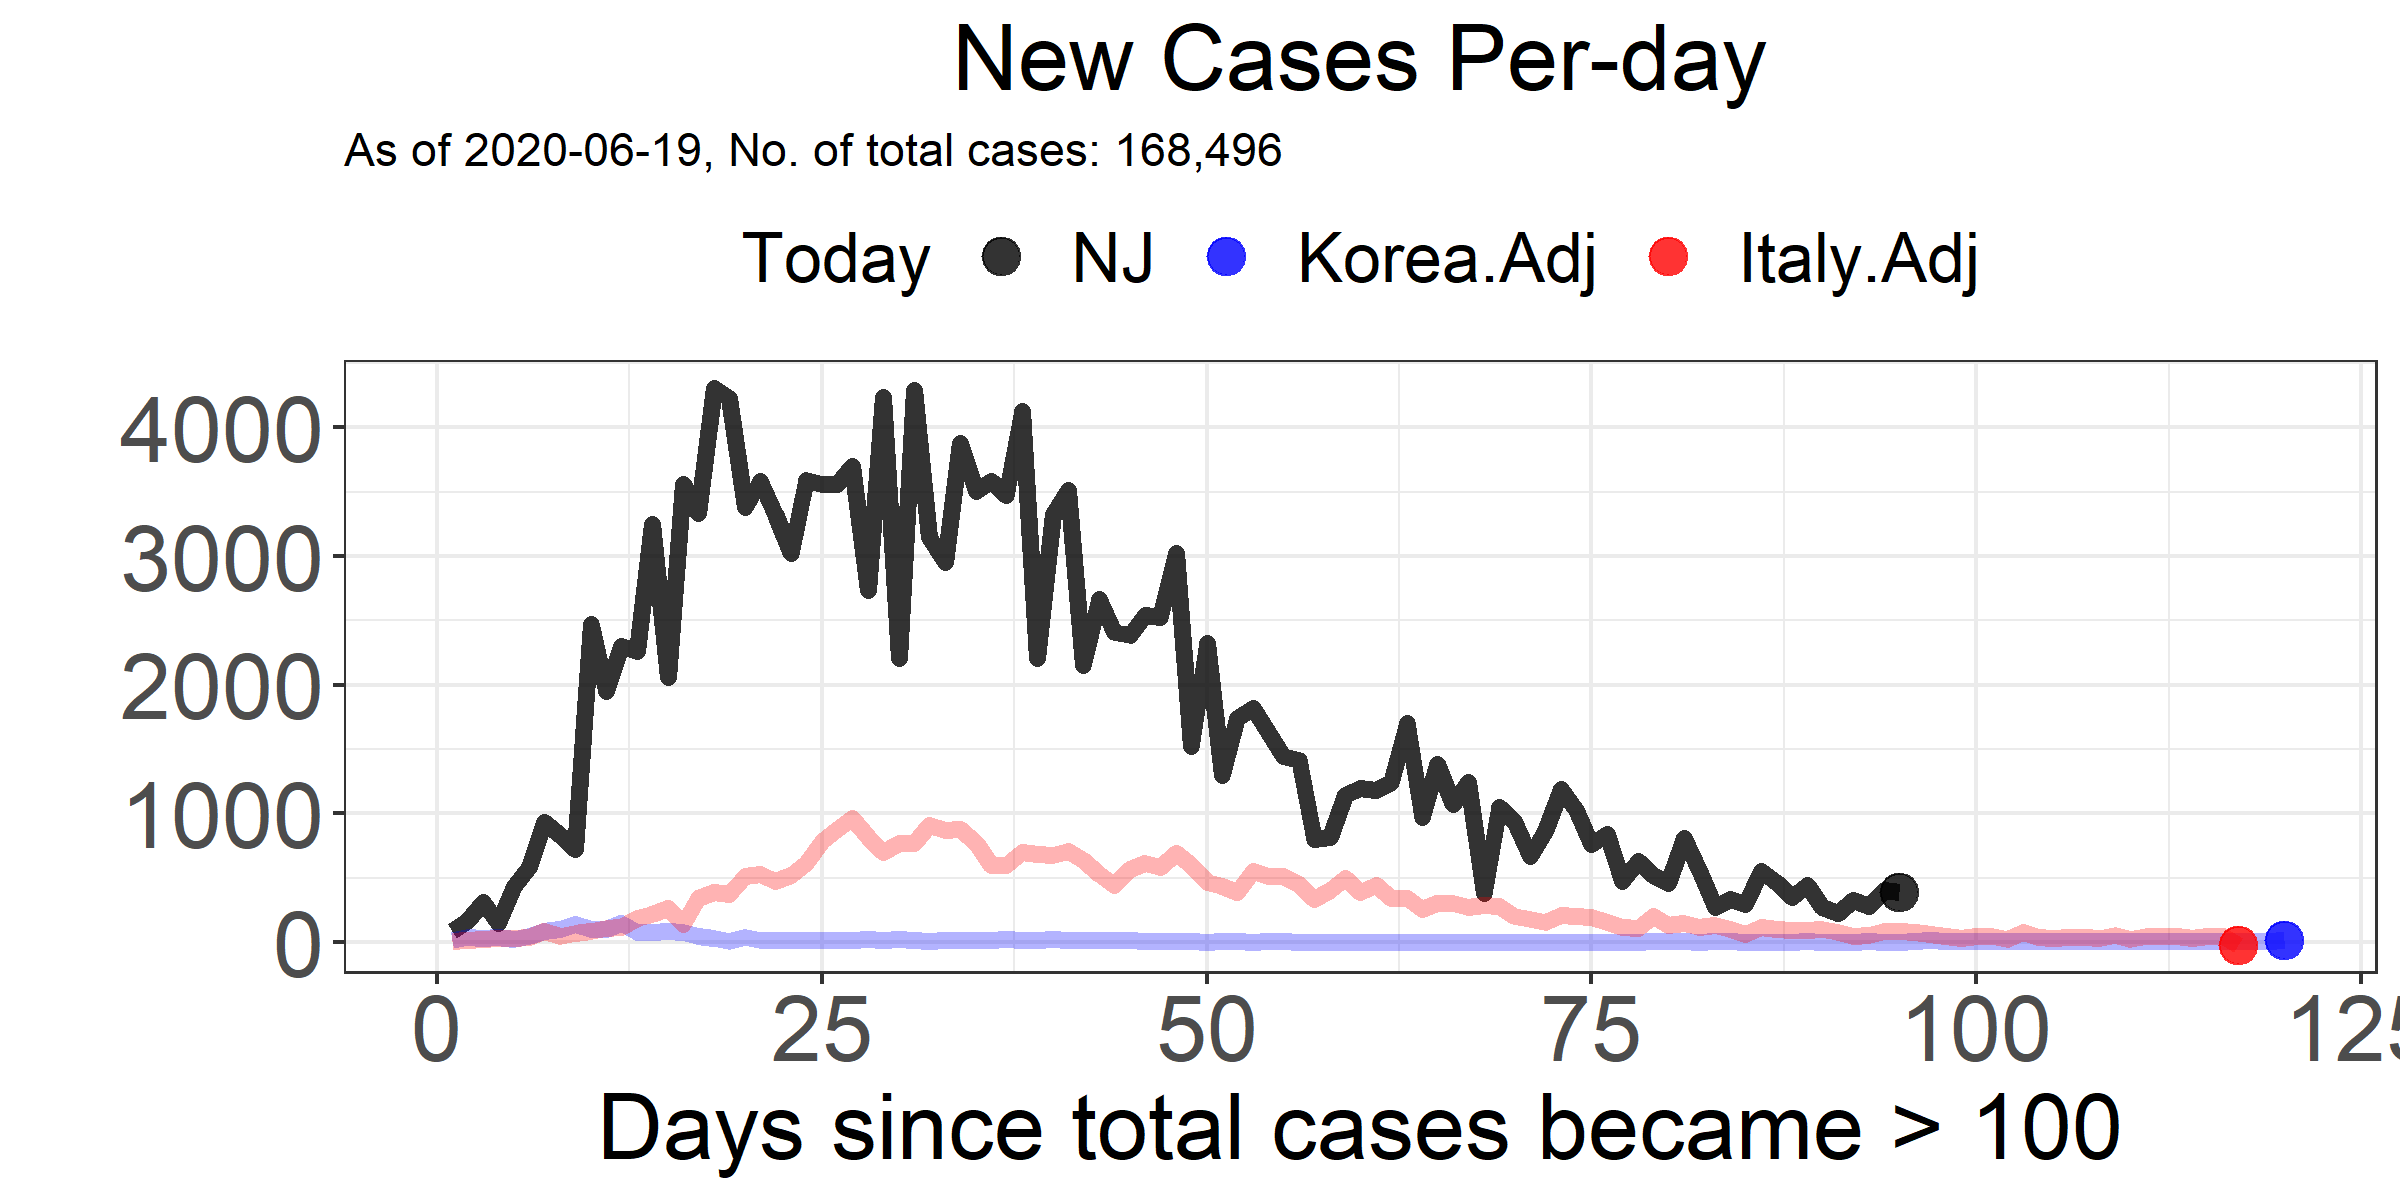 New Cases Per-day
As of 2020-06-19, No. of total cases: 168,496
Today NJ Korea.Adj Italy.Adj
4000
3000
2000
1000
0
0 25 50 75 100 125
Days since total cases became > 100